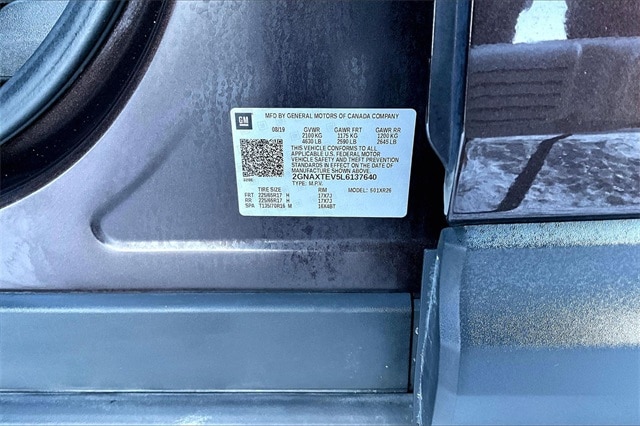 GM
MFD BY GENERAL MOTORS OF CANADA COMPANY
08/19 GVWR GAWR FRT GAWR RR
2100 KG 1175 KG 1200 KG
4630 LB 2590 LB 2645 LB
THIS VEHICLE CONFORMS TO ALL
APPLICABLE U.S. FEDERAL MOTOR
VEHICLE SAFETY AND THEFT PREVENTION
STANDARDS IN EFFECT ON THE DATE OF
MANUFACTURE SHOWN ABOVE.
2GNAXTEV5L6137640
TYPE: M.P.V. MODEL: 501XR26
TIRE SIZE RIM
FRT 225/65R17 H 17X7J
RR 225/65R17 H 17X7J
SPA T135/70R16 M 16X4BT